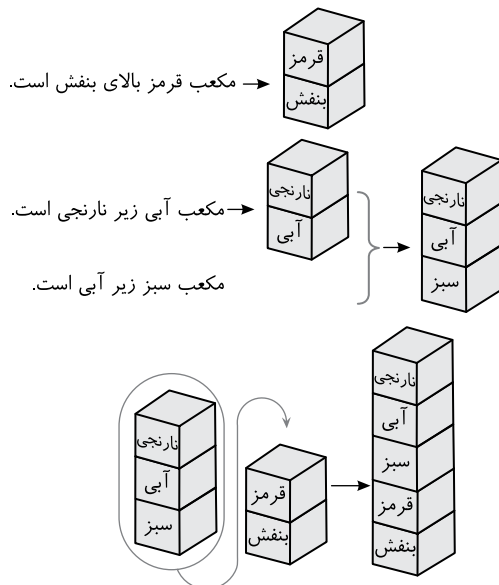 مکعب قرمز بالای بنفش است.
قرمز
بنفش
مکعب آبی زیر نارنجی است.
نارنجی
آبی
مکعب سبز زیر آبی است.
نارنجی
آبی
سبز
نارنجی
آبی
سبز
قرمز
بنفش
نارنجی
آبی
سبز
قرمز
بنفش